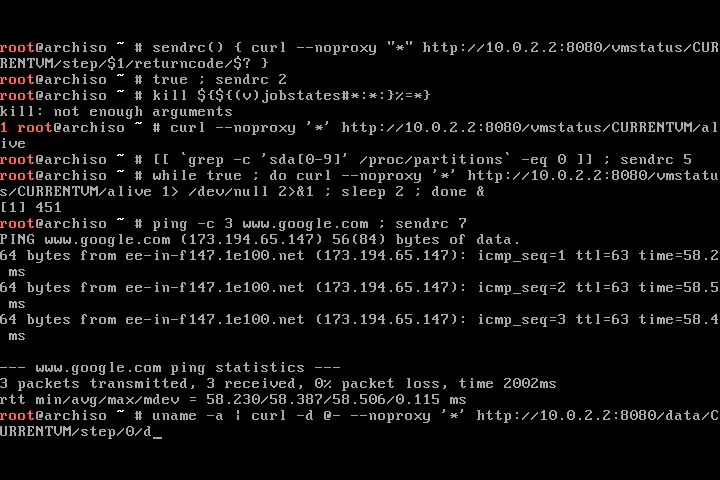 root@archiso ~ # sendrc() { curl --noproxy "*" http://10.0.2.2:8080/vmstatus/CUR
RENTVM/step/$1/returncode/$? }
root@archiso ~ # true ; sendrc 2
root@archiso ~ # kill ${${(v)jobstates#*:*:}%=*}
kill: not enough arguments
1 root@archiso ~ # curl --noproxy '*' http://10.0.2.2:8080/vmstatus/CURRENTVM/al
ive
root@archiso ~ # [[ `grep -c 'sda[0-9]' /proc/partitions` -eq 0 ]] ; sendrc 5
root@archiso ~ # while true ; do curl --noproxy '*' http://10.0.2.2:8080/vmstatu
s/CURRENTVM/alive 1> /dev/null 2>&1 ; sleep 2 ; done &
[1] 451
root@archiso ~ # ping -c 3 www.google.com ; sendrc 7
PING www.google.com (173.194.65.147) 56(84) bytes of data.
64 bytes from ee-in-f147.1e100.net (173.194.65.147): icmp_seq=1 ttl=63 time=58.2
 ms
64 bytes from ee-in-f147.1e100.net (173.194.65.147): icmp_seq=2 ttl=63 time=58.5
 ms
64 bytes from ee-in-f147.1e100.net (173.194.65.147): icmp_seq=3 ttl=63 time=58.4
 ms
--- www.google.com ping statistics ---
3 packets transmitted, 3 received, 0% packet loss, time 2002ms
rtt min/avg/max/mdev = 58.230/58.387/58.506/0.115 ms
root@archiso ~ # uname -a | curl -d @- --noproxy '*' http://10.0.2.2:8080/data/C
URRENTVM/step/0/d_